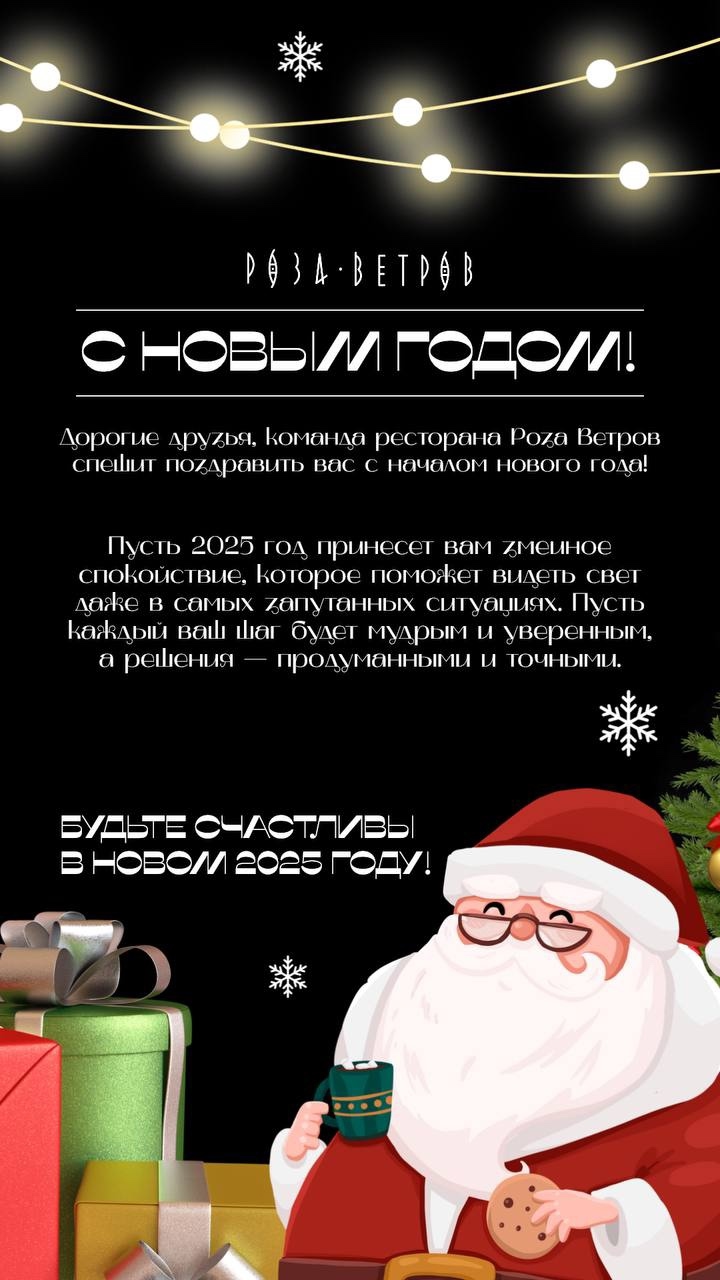 РОЗА·ВЕТРОВ
С НОВЫМ ГОДОМ!
Дорогие друзья, команда ресторана Роза Ветров
спешит поздравить вас с началом нового года!
Пусть 2025 год принесет вам змеиное
спокойствие, которое поможет видеть свет
даже в самых запутанных ситуациях. Пусть
каждый ваш шаг будет мудрым и уверенным,
а решения — продуманными и точными.
БУДЬТЕ СЧАСТЛИВЫ
В НОВОМ 2025 ГОДУ!